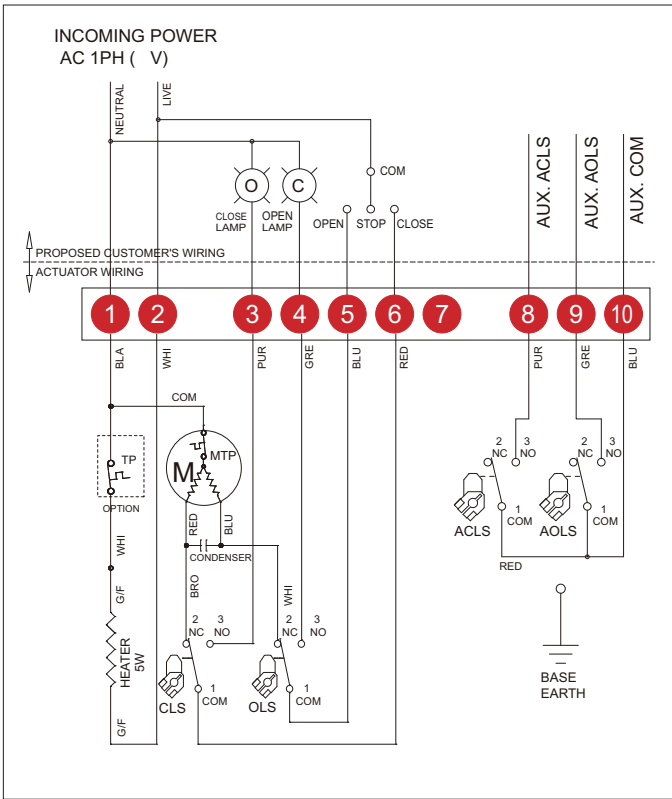 INCOMING POWER
AC 1PH ( V)
NEUTRAL
LIVE
COM
O
C
CLOSE
LAMP
OPEN
LAMP
OPEN
STOP
CLOSE
AUX. ACLS
AUX. AOLS
AUX. COM
PROPOSED CUSTOMER'S WIRING
ACTUATOR WIRING
1 2 3 4 5 6 7 8 9 10
BLA
WHI
PUR
GRE
BLU
RED
PUR
GRE
BLU
COM
TP
OPTION
M
MTP
RED
BLU
CONDENSER
WHI
G/F
BRO
WHI
HEATER
5W
G/F
2
NC
3
NO
1
COM
CLS
2
NC
3
NO
1
COM
OLS
2
NC
3
NO
1
COM
ACLS
2
NC
3
NO
1
COM
AOLS
RED
BASE
EARTH